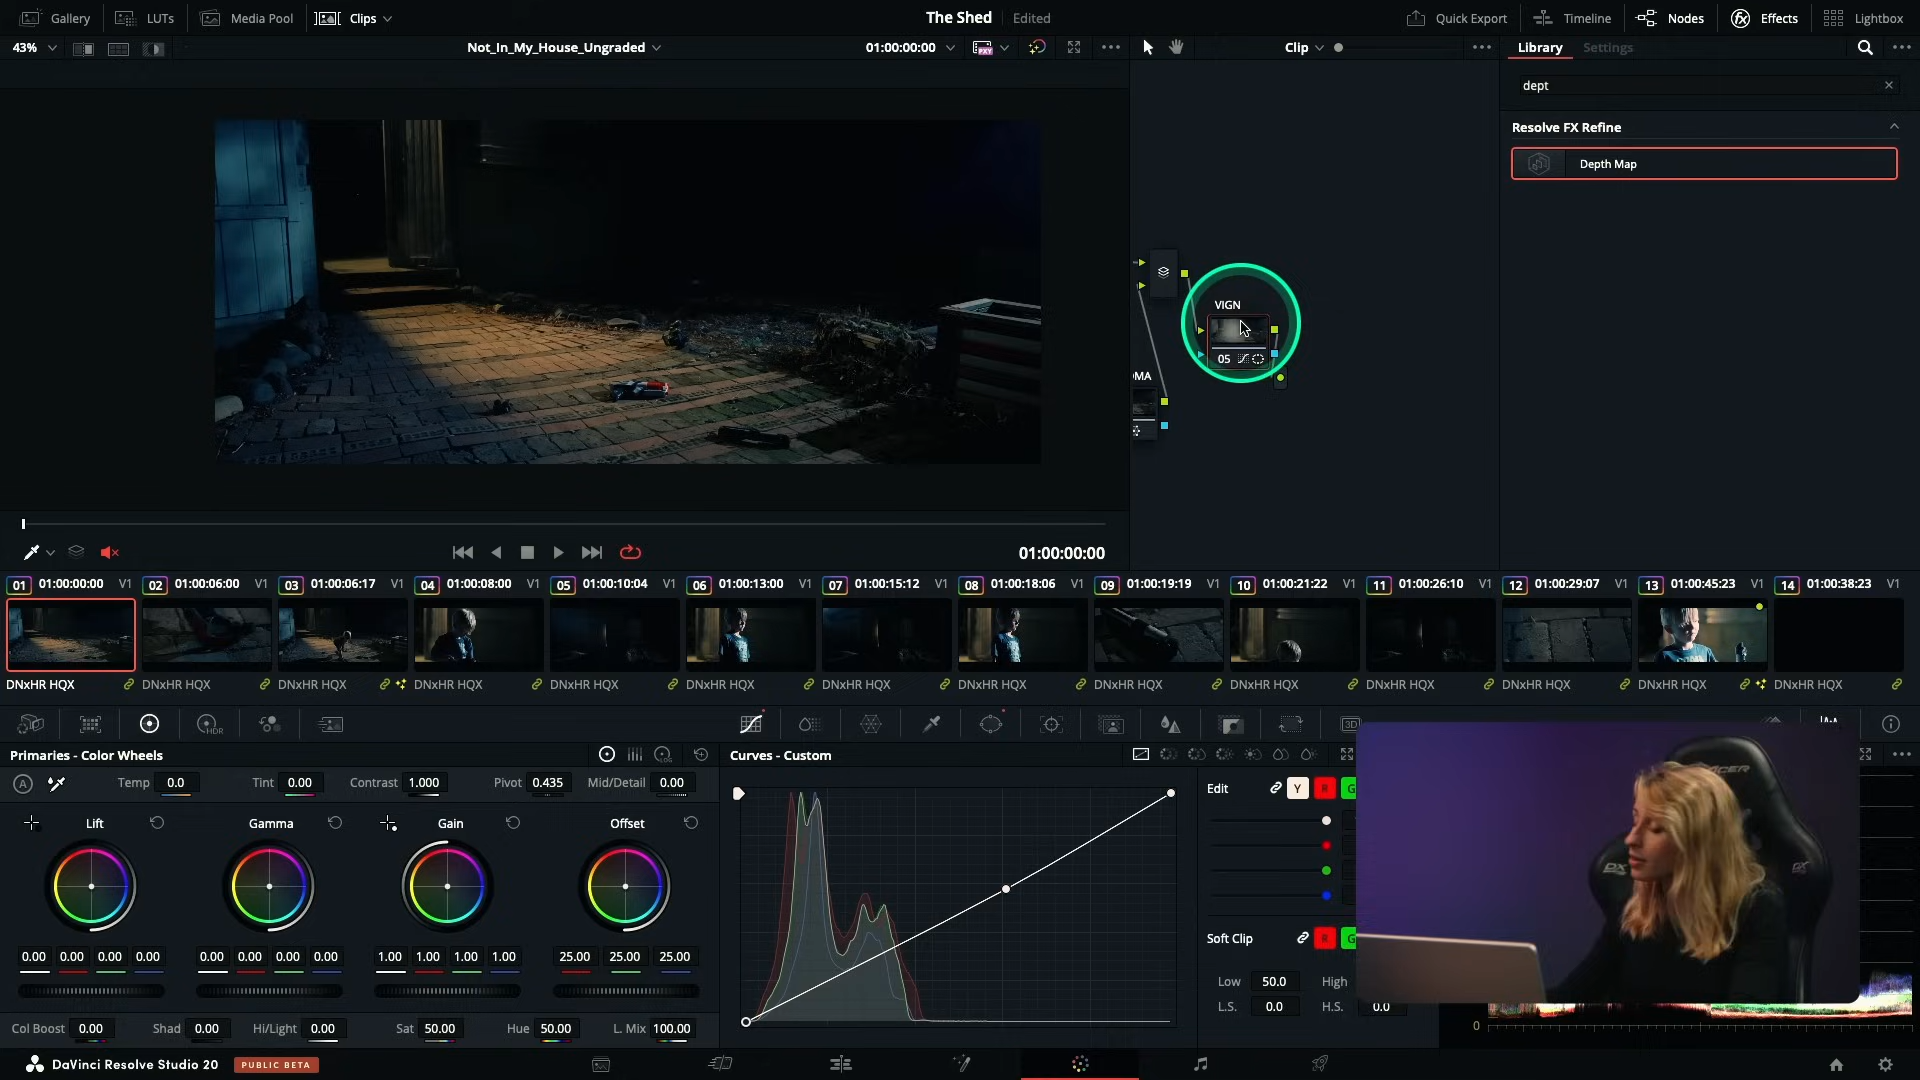 Gallery LUTs Media Pool Clips The Shed Edited Quick Export Timeline Nodes Effects Lightbox
43% Not_In_My_House_Ungraded 01:00:00:00 PXY Clip Library Settings
dept
Resolve FX Refine
Depth Map
VIGN
05
OMA
01:00:00:00
01 01:00:00:00 V1 02 01:00:06:00 V1 03 01:00:06:17 V1 04 01:00:08:00 V1 05 01:00:10:04 V1 06 01:00:13:00 V1 07 01:00:15:12 V1 08 01:00:18:06 V1 09 01:00:19:19 V1 10 01:00:21:22 V1 11 01:00:26:10 V1 12 01:00:29:07 V1 13 01:00:45:23 V1 14 01:00:38:23 V1
DNxHR HQX DNxHR HQX DNxHR HQX DNxHR HQX DNxHR HQX DNxHR HQX DNxHR HQX DNxHR HQX DNxHR HQX DNxHR HQX DNxHR HQX DNxHR HQX DNxHR HQX DNxHR HQX
HDR 3D
Primaries - Color Wheels Curves - Custom
A Temp 0.0 Tint 0.00 Contrast 1.000 Pivot 0.435 Mid/Detail 0.00 Edit Y R G
Lift Gamma Gain Offset
Soft Clip R G
0.00 0.00 0.00 0.00 0.00 0.00 0.00 0.00 1.00 1.00 1.00 1.00 25.00 25.00 25.00
Low 50.0 High
L.S. 0.0 H.S. 0.0
Col Boost 0.00 Shad 0.00 Hi/Light 0.00 Sat 50.00 Hue 50.00 L. Mix 100.00
0
DaVinci Resolve Studio 20 PUBLIC BETA